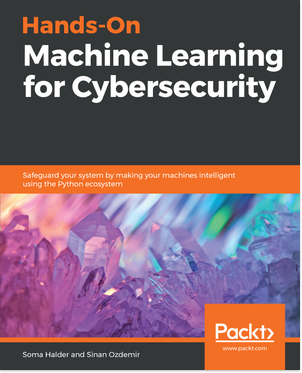 Hands-On
Machine Learning
for Cybersecurity
Safeguard your system by making your machines intelligent
using the Python ecosystem
Packt>
www.packt.com
Soma Halder and Sinan Ozdemir